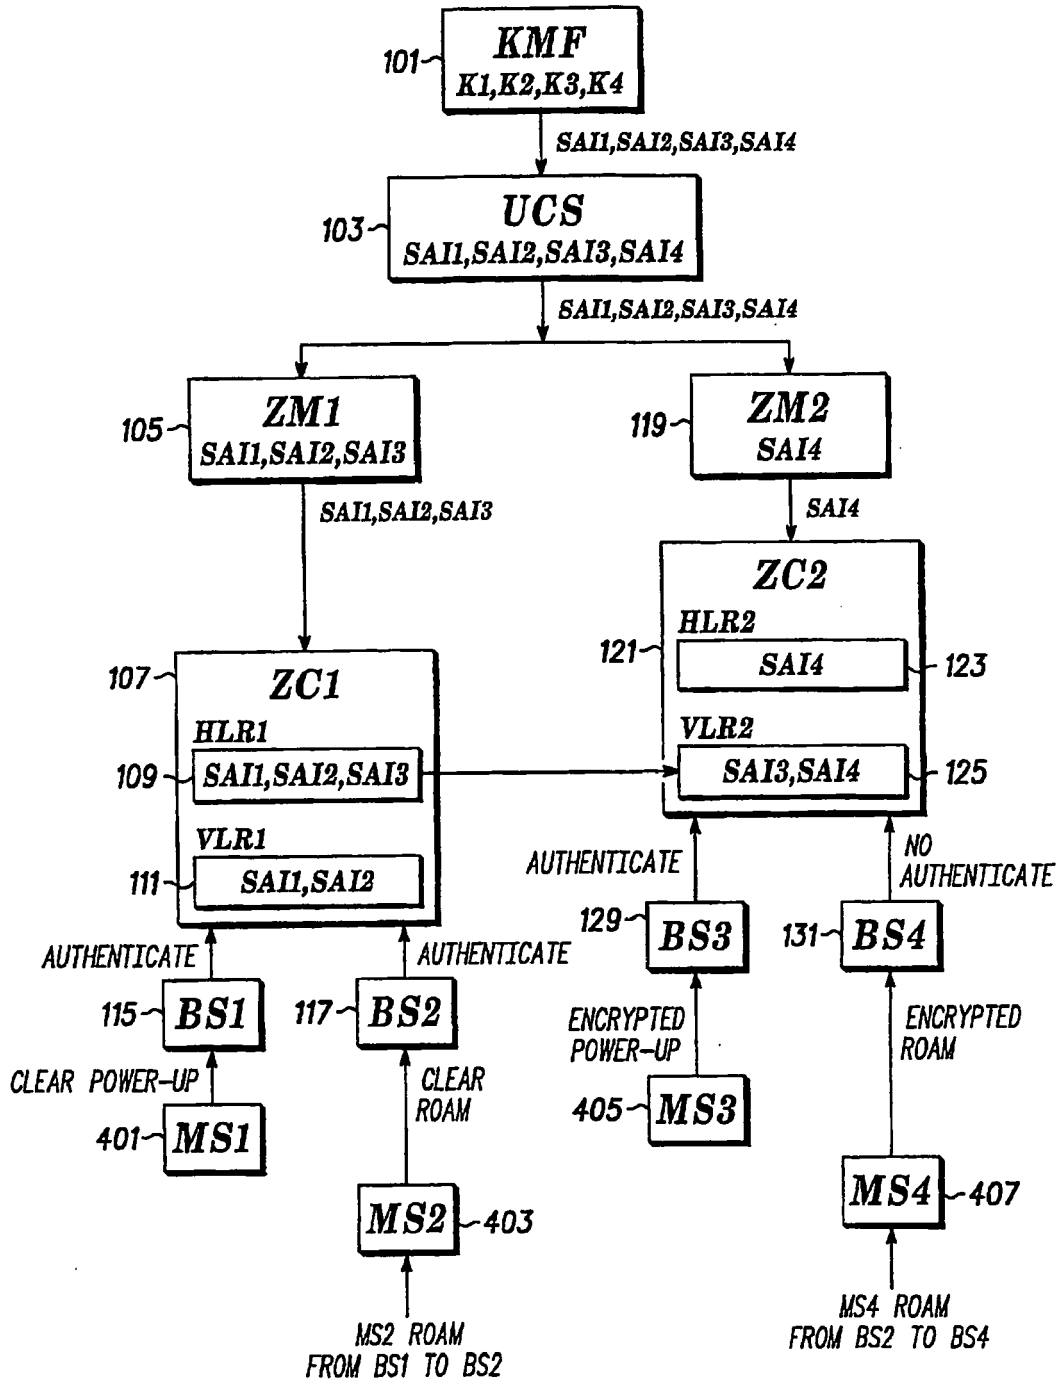 KMF
101
K1,K2,K3,K4
SAI1,SAI2,SAI3,SAI4
UCS
103
SAI1,SAI2,SAI3,SAI4
SAI1,SAI2,SAI3,SAI4
ZM1
105
SAI1,SAI2,SAI3
ZM2
119
SAI4
SAI1,SAI2,SAI3
SAI4
ZC2
HLR2
121
SAI4
123
VLR2
SAI3,SAI4
125
107
ZC1
HLR1
109
SAI1,SAI2,SAI3
VLR1
111
SAI1,SAI2
AUTHENTICATE
AUTHENTICATE
AUTHENTICATE
NO
AUTHENTICATE
115
BS1
117
BS2
129
BS3
131
BS4
CLEAR POWER-UP
CLEAR
ROAM
ENCRYPTED
POWER-UP
ENCRYPTED
ROAM
401
MS1
MS2
403
405
MS3
MS4
407
MS2 ROAM
FROM BS1 TO BS2
MS4 ROAM
FROM BS2 TO BS4